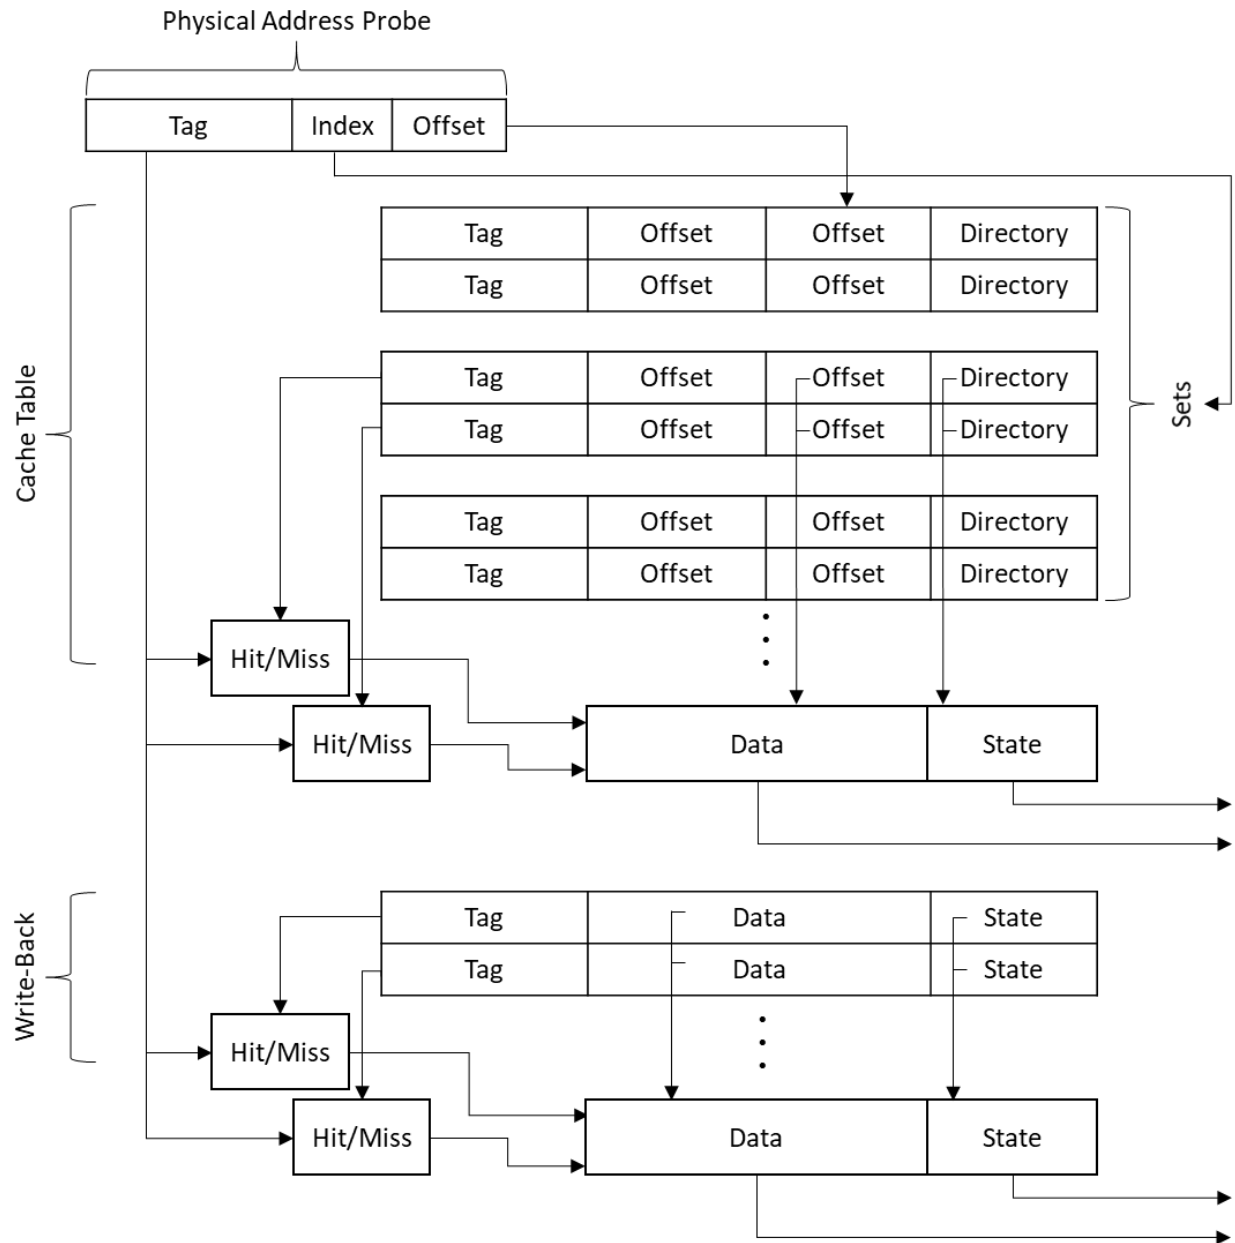 Physical Address Probe
Tag Index Offset
Cache Table
Tag Offset Offset Directory
Tag Offset Offset Directory
Tag Offset Offset Directory
Tag Offset Offset Directory
Sets
Tag Offset Offset Directory
Tag Offset Offset Directory
Hit/Miss
Hit/Miss Data State
Write-Back
Tag Data State
Tag Data State
Hit/Miss
Hit/Miss Data State